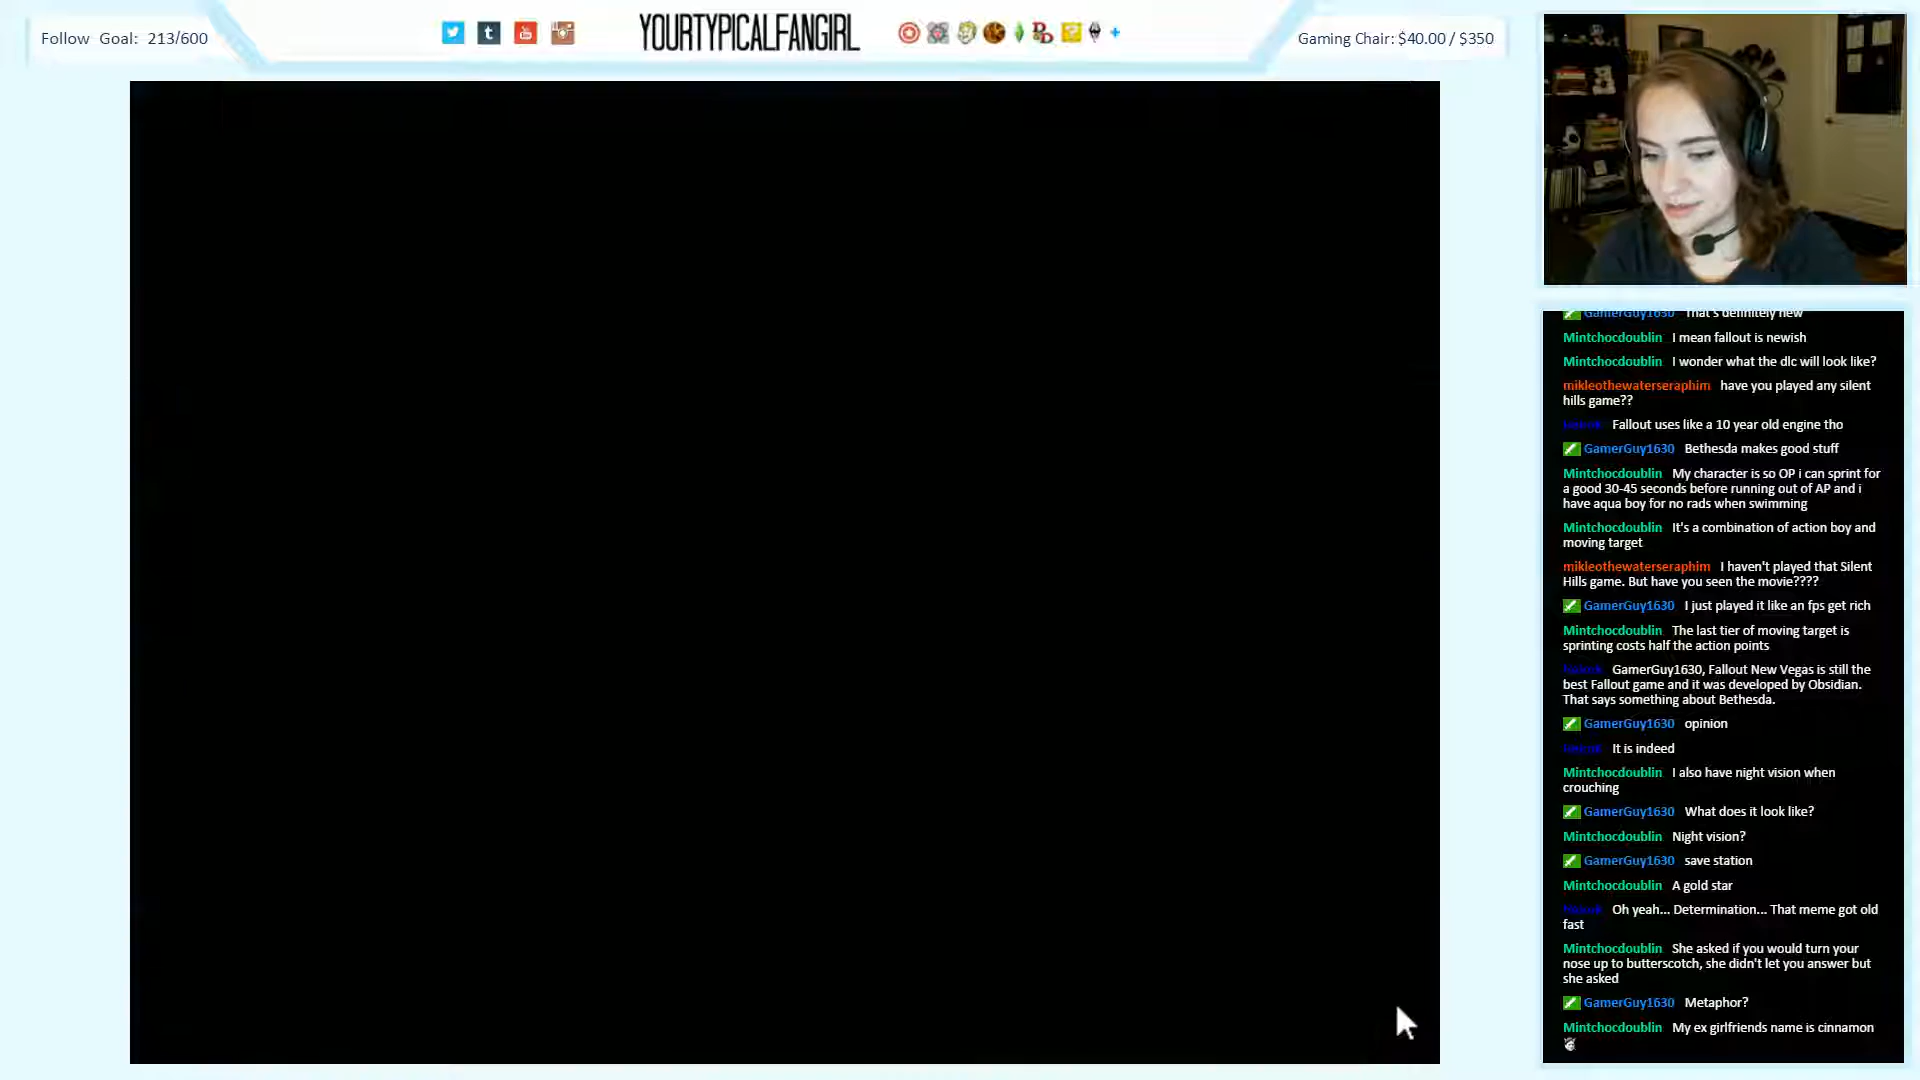 Follow Goal: 213/600
YOURTYPICALFANGIRL
Gaming Chair: $40.00 / $350
GamerGuy1630 That's definitely new
Mintchocdoublin I mean fallout is newish
Mintchocdoublin I wonder what the dlc will look like?
mikleothewaterseraphim have you played any silent
hills game??
Fallout uses like a 10 year old engine tho
GamerGuy1630 Bethesda makes good stuff
Mintchocdoublin My character is so OP i can sprint for
a good 30-45 seconds before running out of AP and i
have aqua boy for no rads when swimming
Mintchocdoublin It's a combination of action boy and
moving target
mikleothewaterseraphim I haven't played that Silent
Hills game. But have you seen the movie????
GamerGuy1630 I just played it like an fps get rich
Mintchocdoublin The last tier of moving target is
sprinting costs half the action points
GamerGuy1630, Fallout New Vegas is still the
best Fallout game and it was developed by Obsidian.
That says something about Bethesda.
GamerGuy1630 opinion
It is indeed
Mintchocdoublin I also have night vision when
crouching
GamerGuy1630 What does it look like?
Mintchocdoublin Night vision?
GamerGuy1630 save station
Mintchocdoublin A gold star
Oh yeah... Determination... That meme got old
fast
Mintchocdoublin She asked if you would turn your
nose up to butterscotch, she didn't let you answer but
she asked
GamerGuy1630 Metaphor?
Mintchocdoublin My ex girlfriends name is cinnamon